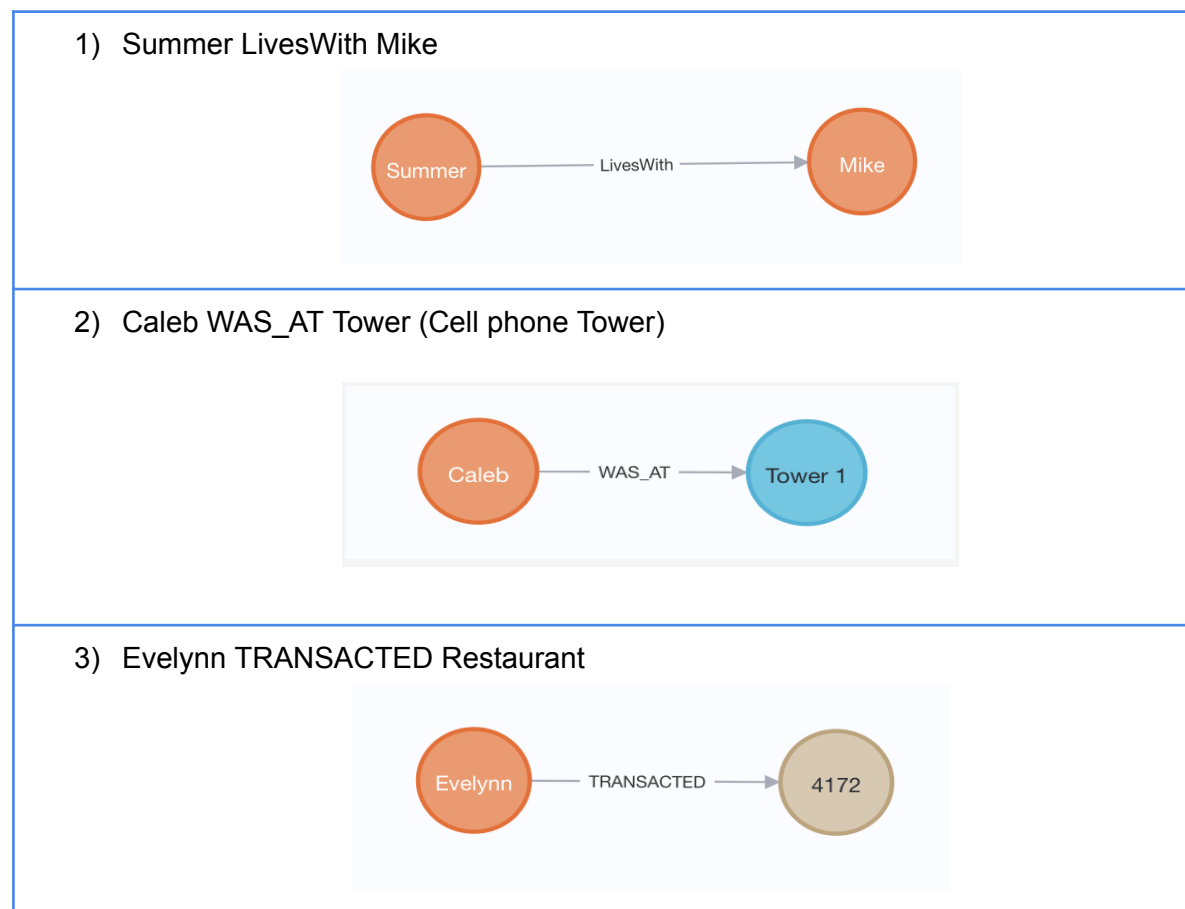 1) Summer LivesWith Mike
Summer LivesWith Mike
2) Caleb WAS_AT Tower (Cell phone Tower)
Caleb WAS_AT Tower 1
3) Evelynn TRANSACTED Restaurant
Evelynn TRANSACTED 4172